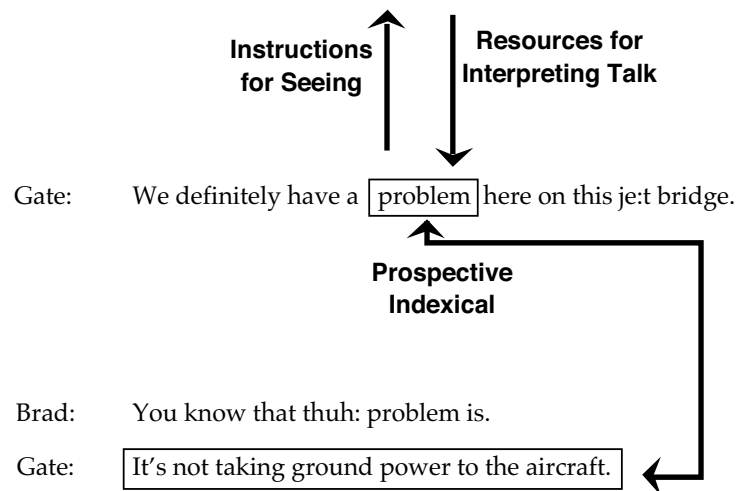 Instructions
for Seeing
Resources for
Interpreting Talk
Gate: We definitely have a problem here on this je:t bridge.
Prospective
Indexical
Brad: You know that thuh: problem is.
Gate: It's not taking ground power to the aircraft.